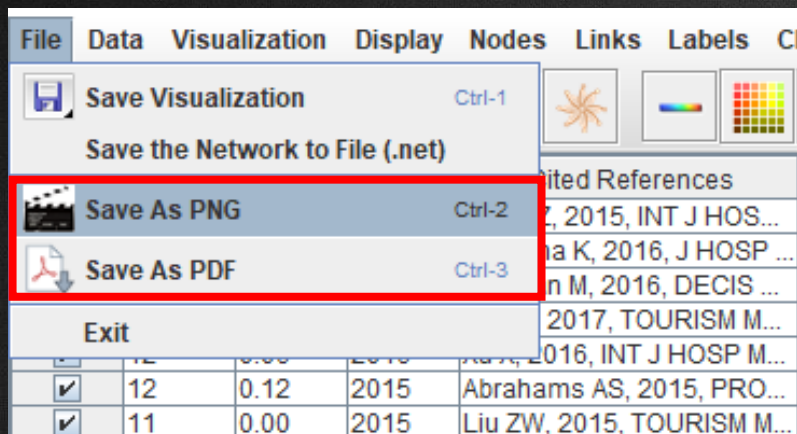 File Data Visualization Display Nodes Links Labels
Save Visualization Ctrl-1
Save the Network to File (.net)
Save As PNG Ctrl-2
Save As PDF Ctrl-3
Exit
ited References
, 2015, INT J HOS...
a K, 2016, J HOSP ...
n M, 2016, DECIS ...
2017, TOURISM M...
2016, INT J HOSP M...
12 0.12 2015 Abrahams AS, 2015, PRO...
11 0.00 2015 Liu ZW, 2015, TOURISM M...